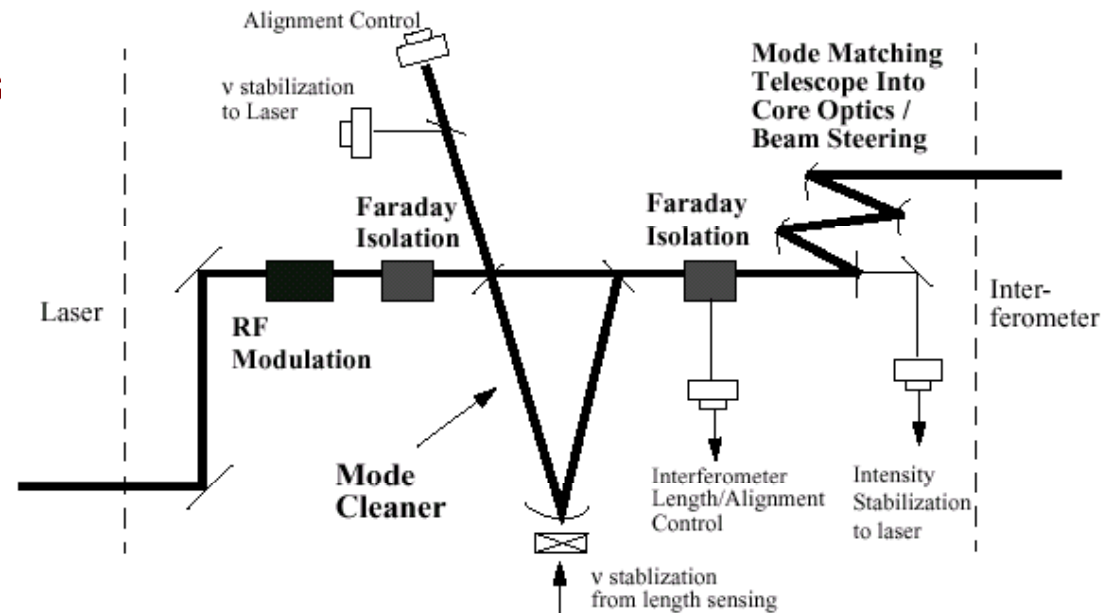 Alignment Control
ν stabilization
to Laser
Mode Matching
Telescope Into
Core Optics /
Beam Steering
Faraday
Isolation
Faraday
Isolation
Laser
RF
Modulation
Inter-
ferometer
Mode
Cleaner
Interferometer
Length/Alignment
Control
Intensity
Stabilization
to laser
ν stablization
from length sensing